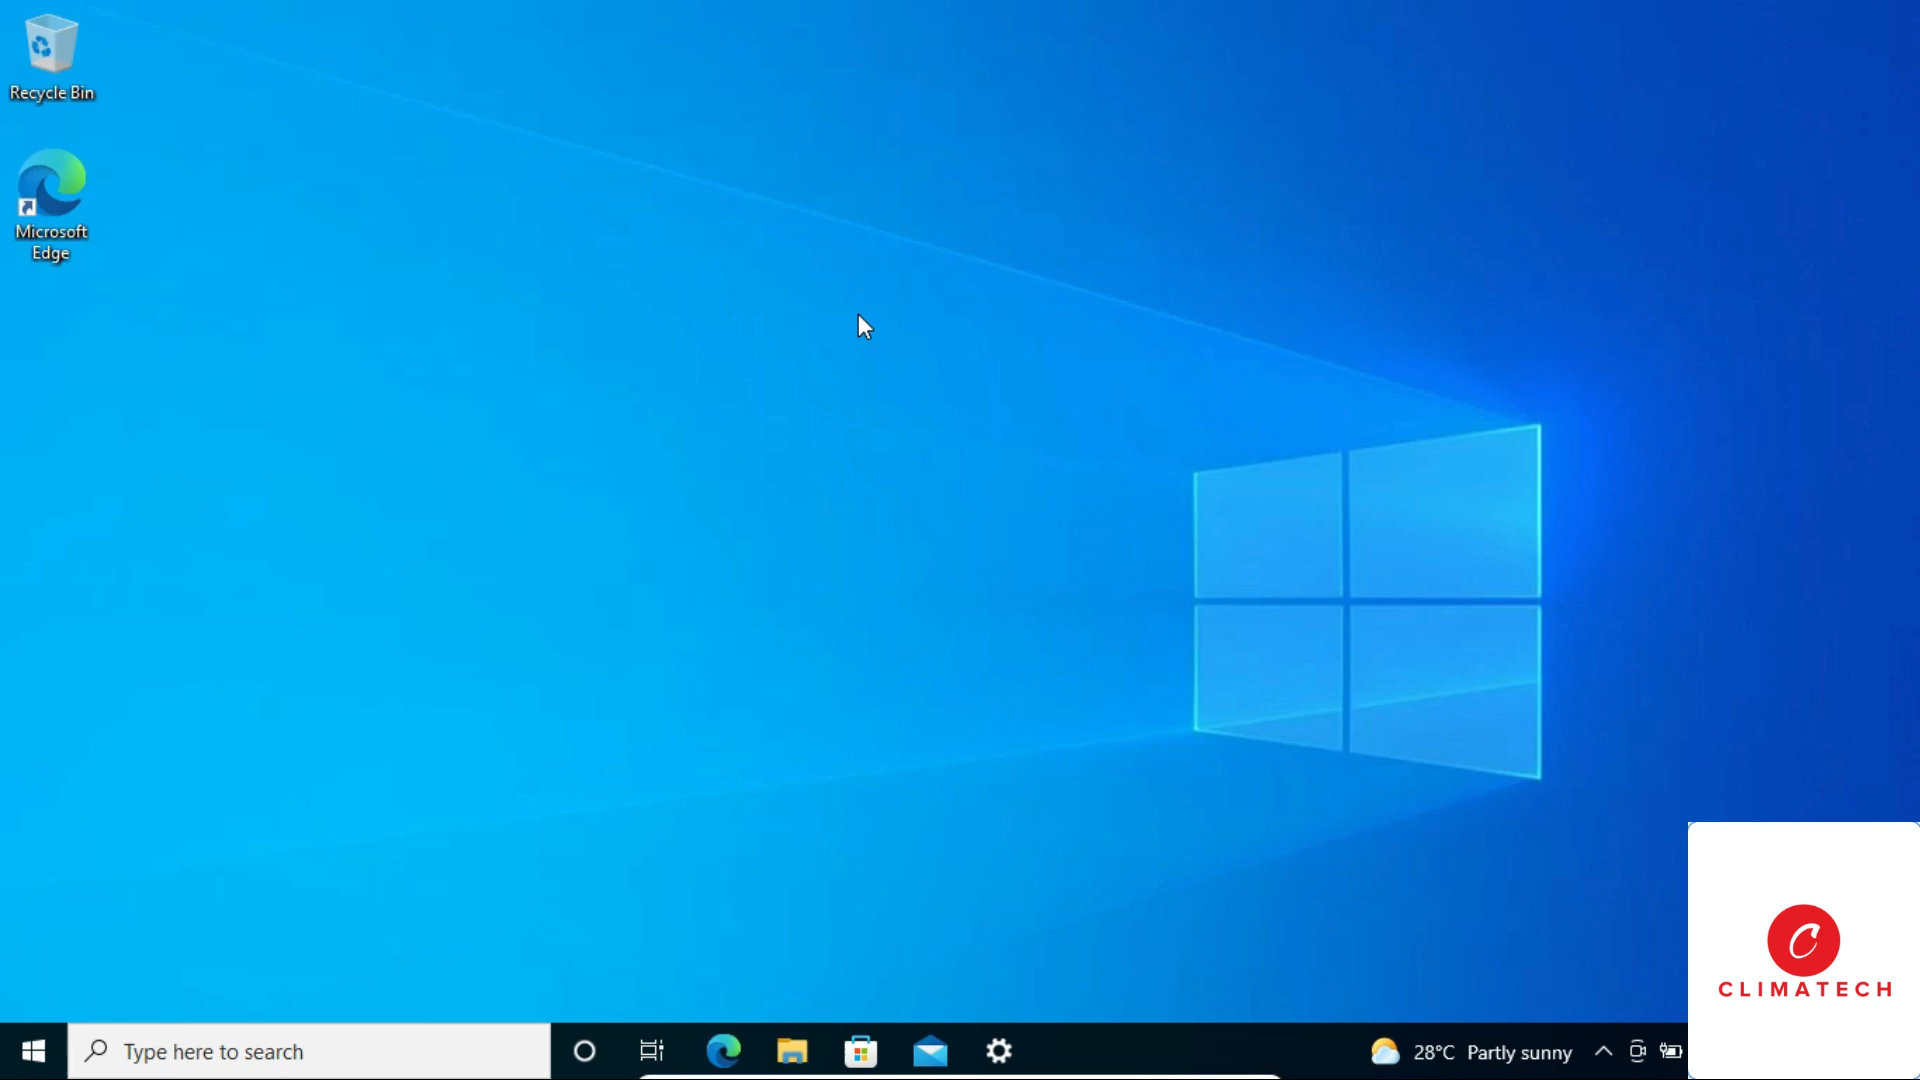 Recycle Bin
Microsoft
Edge
C
CLIMATECH
Type here to search
28°C Partly sunny